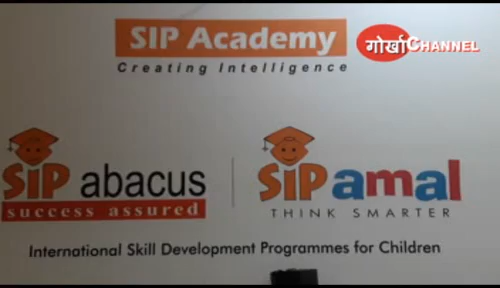 SIP Academy
Creating Intelligence
गोर्खा CHANNEL
SIP abacus
success assured
SIP amal
THINK SMARTER
International Skill Development Programmes for Children